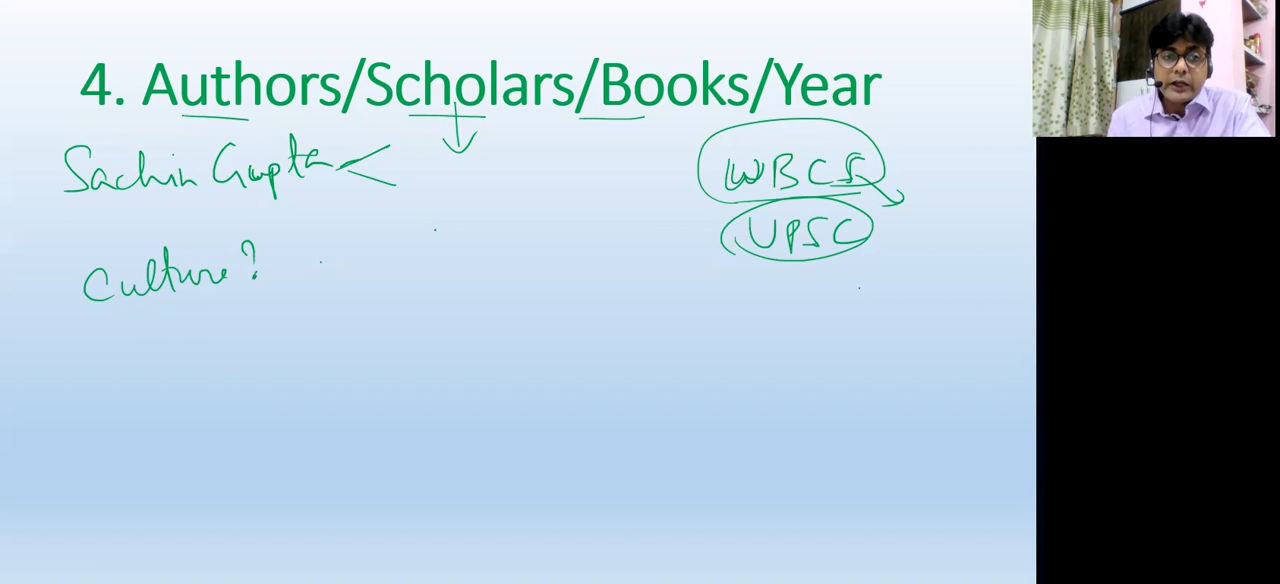 4. Authors/Scholars/Books/Year
Sachin Gupta
WBCS
UPSC
Culture?